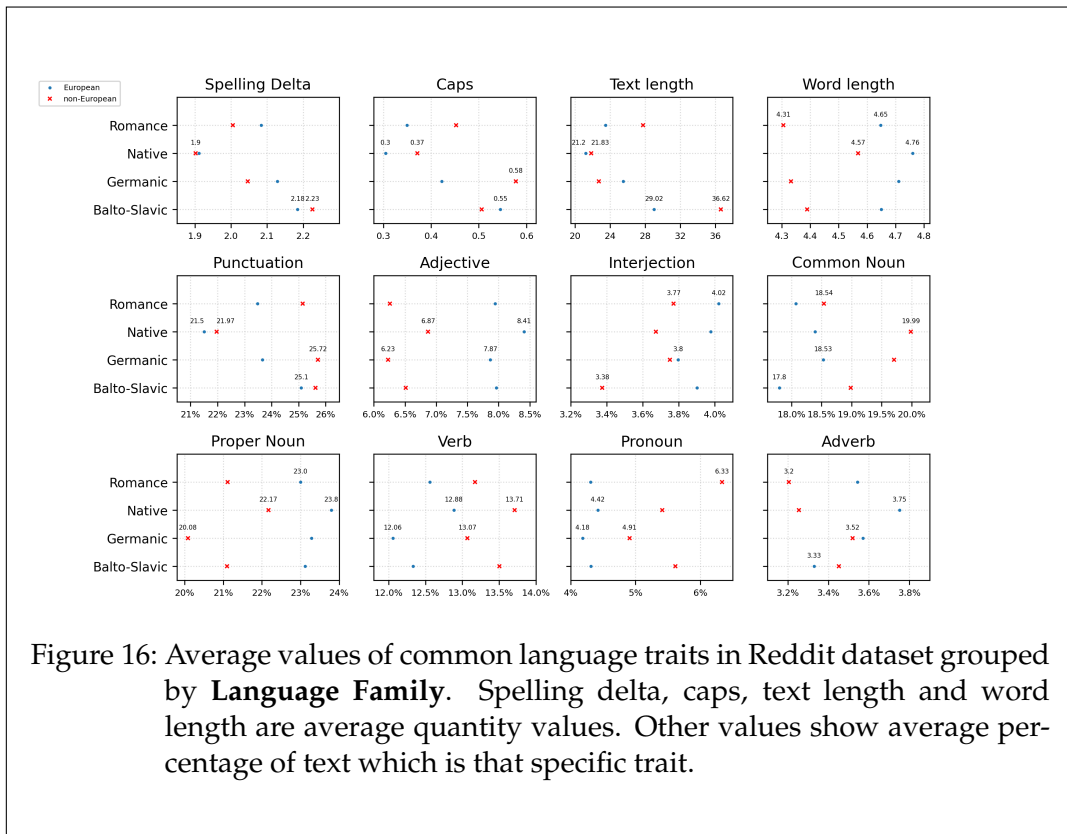 European
non-European
Spelling Delta
Caps
Text length
Word length
Romance
Native
Germanic
Balto-Slavic
1.9
2.18 2.23
0.3 0.37
0.58
0.55
21.2 21.83
29.02 36.62
4.31 4.65
4.57 4.76
1.9 2.0 2.1 2.2
0.3 0.4 0.5 0.6
20 24 28 32 36
4.3 4.4 4.5 4.6 4.7 4.8
Punctuation
Adjective
Interjection
Common Noun
Romance
Native
Germanic
Balto-Slavic
21.5 21.97
25.72
25.1
6.87 8.41
6.23 7.87
3.77 4.02
3.8
3.38
18.54
19.99
18.53
17.8
21% 22% 23% 24% 25% 26%
6.0% 6.5% 7.0% 7.5% 8.0% 8.5%
3.2% 3.4% 3.6% 3.8% 4.0%
18.0% 18.5% 19.0% 19.5% 20.0%
Proper Noun
Verb
Pronoun
Adverb
Romance
Native
Germanic
Balto-Slavic
23.0
22.17 23.8
20.08
12.88 13.71
12.06 13.07
6.33
4.42
4.18 4.91
3.2
3.75
3.52
3.33
20% 21% 22% 23% 24%
12.0% 12.5% 13.0% 13.5% 14.0%
4% 5% 6%
3.2% 3.4% 3.6% 3.8%
Figure 16: Average values of common language traits in Reddit dataset grouped
by Language Family. Spelling delta, caps, text length and word
length are average quantity values. Other values show average per-
centage of text which is that specific trait.